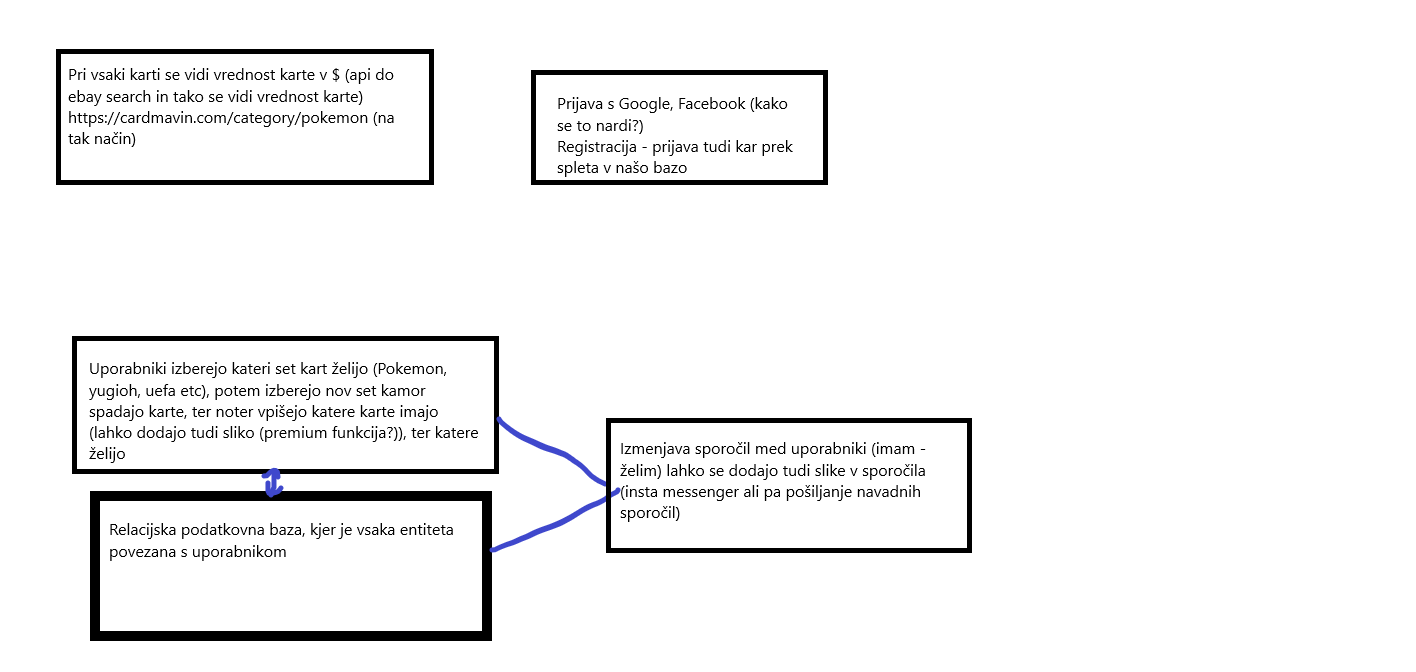 Pri vsaki karti se vidi vrednost karte v $ (api do
ebay search in tako se vidi vrednost karte)
https://cardmavin.com/category/pokemon (na
tak način)
Prijava s Google, Facebook (kako
se to nardi?)
Registracija - prijava tudi kar prek
spleta v našo bazo
Uporabniki izberejo kateri set kart želijo (Pokemon,
yugioh, uefa etc), potem izberejo nov set kamor
spadajo karte, ter noter vpišejo katere karte imajo
(lahko dodajo tudi sliko (premium funkcija?)), ter katere
želijo
Izmenjava sporočil med uporabniki (imam -
želim) lahko se dodajo tudi slike v sporočila
(insta messenger ali pa pošiljanje navadnih
sporočil)
Relacijska podatkovna baza, kjer je vsaka entiteta
povezana s uporabnikom